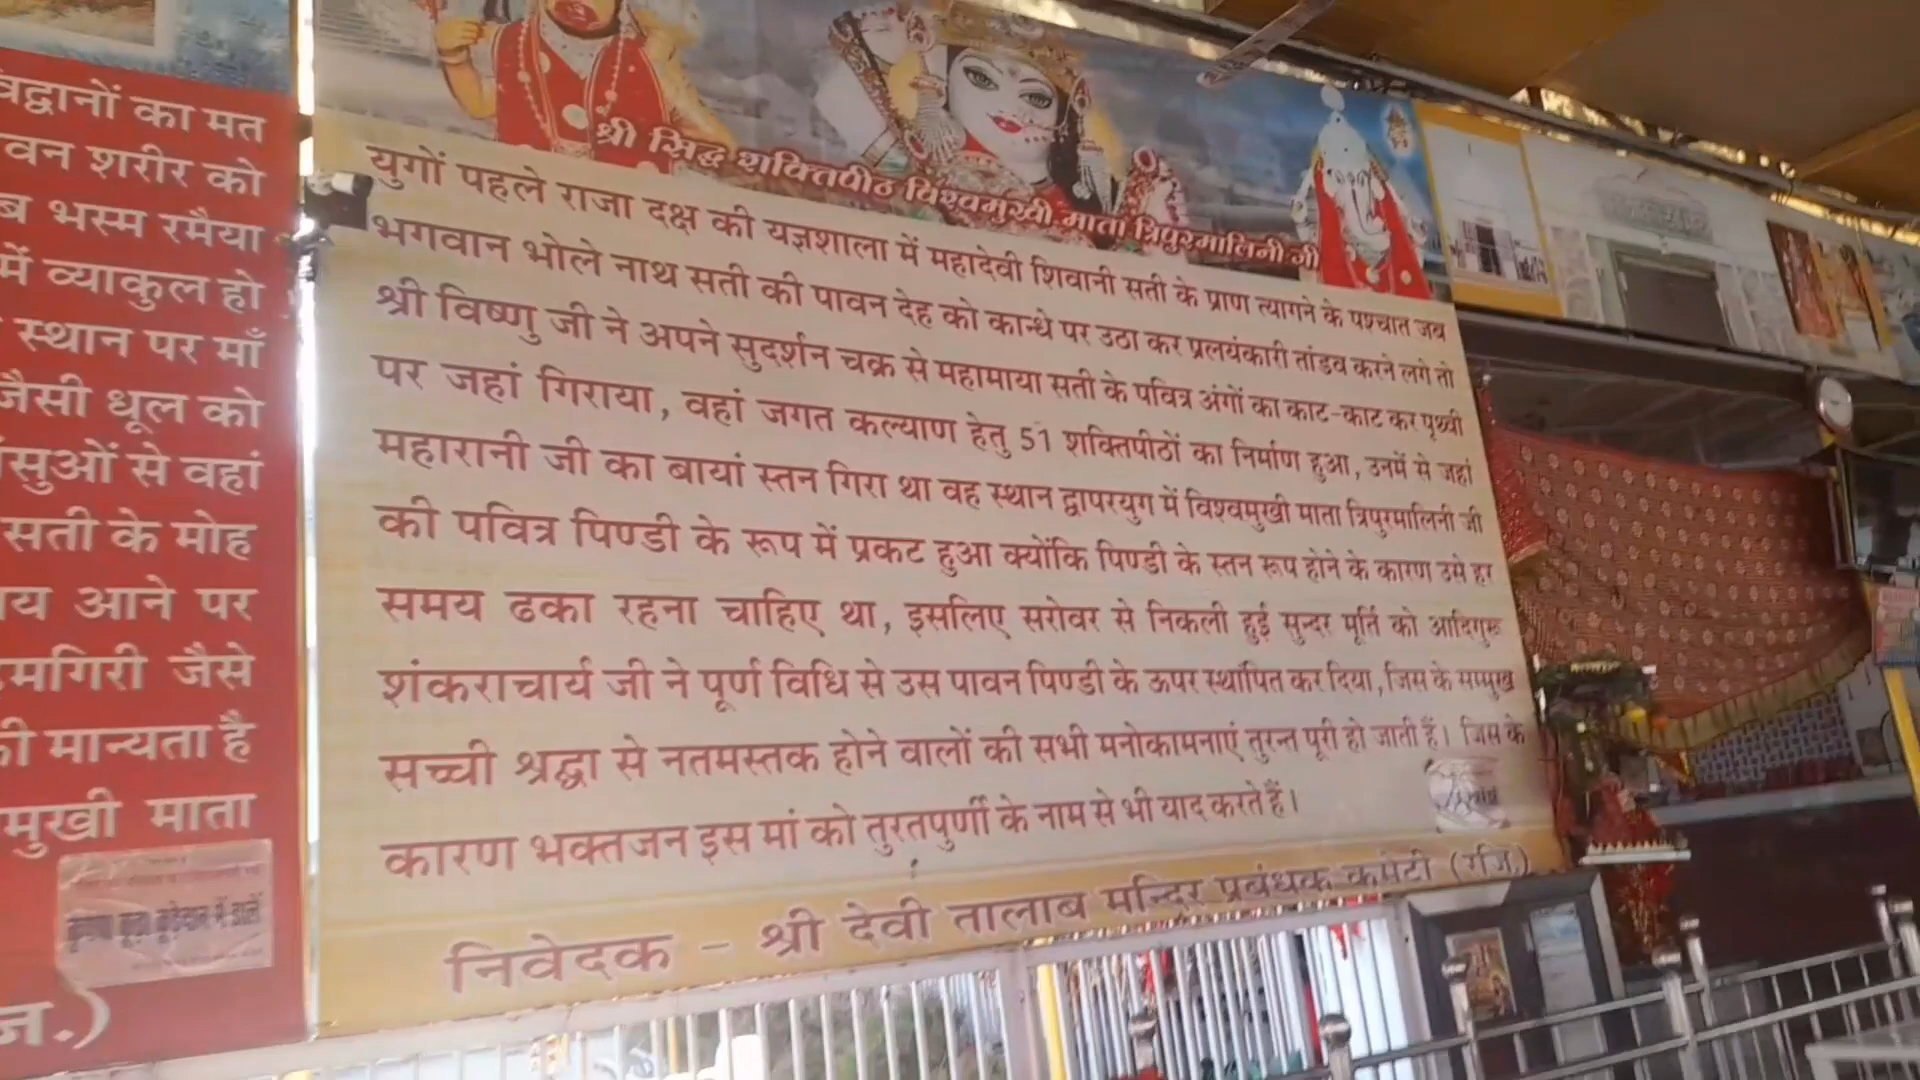 विद्वानों का मत
शरीर को
भस्म रमैया
में व्याकुल हो
स्थान पर माँ
जैसी धूल को
से वहां
सती के मोह
आने पर
जैसे
मान्यता है
मुखी माता
श्री सिद्ध शक्तिपीठ विश्वमुखी माता त्रिपुरमालिनी जी
युगों पहले राजा दक्ष की यज्ञशाला में महादेवी शिवानी सती के प्राण त्यागने के पश्चात जब
भगवान भोले नाथ सती की पावन देह को कान्धे पर उठा कर प्रलयंकारी तांडव करने लगे तो
श्री विष्णु जी ने अपने सुदर्शन चक्र से महामाया सती के पवित्र अंगों का काट-काट कर पृथ्वी
पर जहां गिराया, वहां जगत कल्याण हेतु 51 शक्तिपीठों का निर्माण हुआ, उनमें से जहां
महारानी जी का बायां स्तन गिरा था वह स्थान द्वापरयुग में विश्वमुखी माता त्रिपुरमालिनी जी
की पवित्र पिण्डी के रूप में प्रकट हुआ क्योंकि पिण्डी के स्तन रूप होने के कारण उसे हर
समय ढका रहना चाहिए था, इसलिए सरोवर से निकली हुई सुन्दर मूर्ति को आदिगुरू
शंकराचार्य जी ने पूर्ण विधि से उस पावन पिण्डी के ऊपर स्थापित कर दिया, जिस के सम्मुख
सच्ची श्रद्धा से नतमस्तक होने वालों की सभी मनोकामनाएं तुरन्त पूरी हो जाती हैं। जिस के
कारण भक्तजन इस मां को तुरतपुर्णी के नाम से भी याद करते हैं।
निवेदक - श्री देवी तालाब मन्दिर प्रबंधक कमेटी (रजि.)